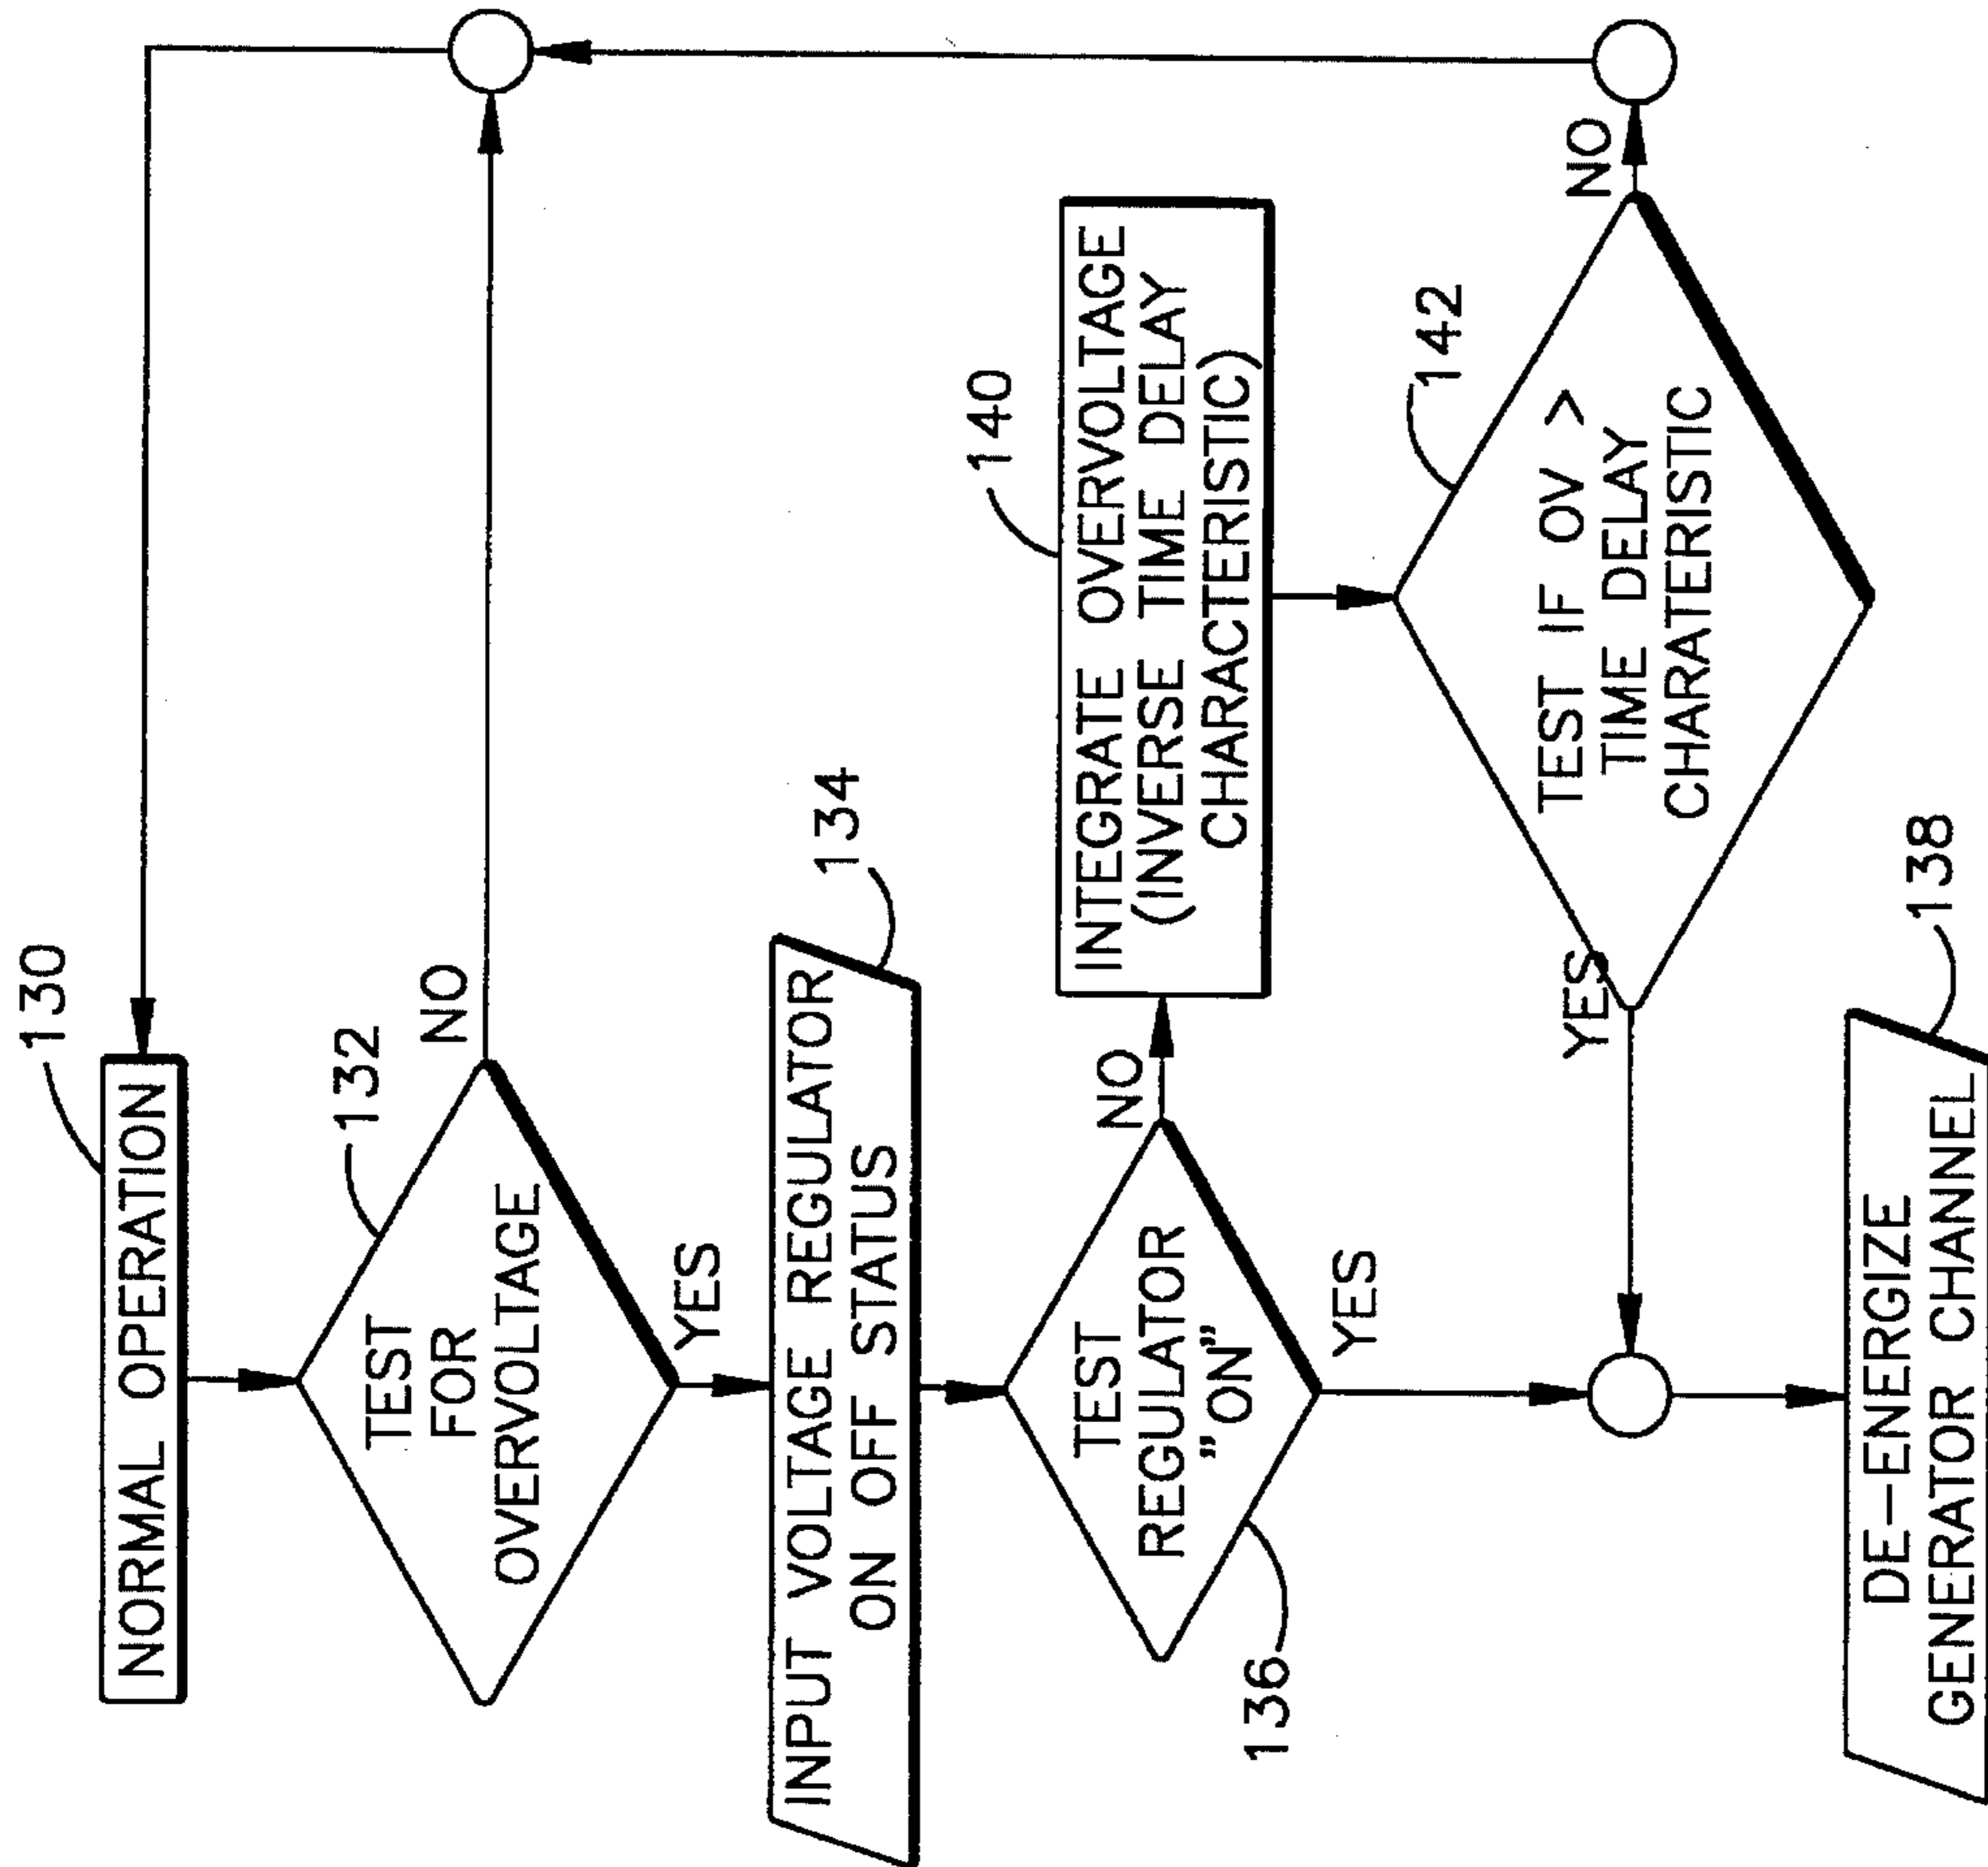 130
NORMAL OPERATION
132
TEST
FOR
OVERVOLTAGE
NO
YES
134
INPUT VOLTAGE REGULATOR
ON OFF STATUS
TEST
REGULATOR
"ON"
136
NO
YES
140
INTEGRATE OVERVOLTAGE
(INVERSE TIME DELAY
CHARACTERISTIC)
142
TEST IF OV >
TIME DELAY
CHARATERISTIC
NO
YES
138
DE-ENERGIZE
GENERATOR CHANNEL